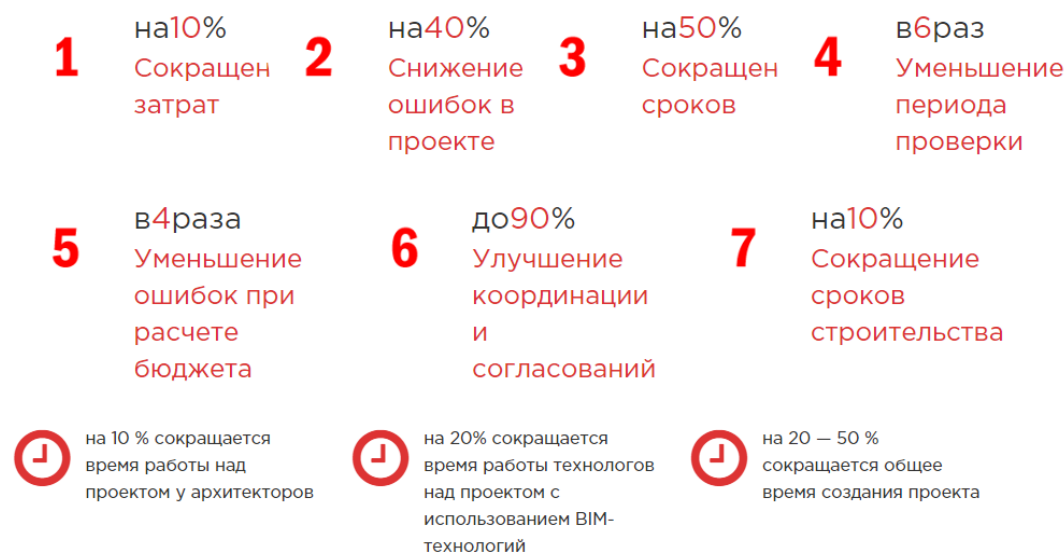 1
на10%
Сокращен
затрат
2
на40%
Снижение
ошибок в
проекте
3
на50%
Сокращен
сроков
4
в6раз
Уменьшение
периода
проверки
5
в4раза
Уменьшение
ошибок при
расчете
бюджета
6
до90%
Улучшение
координации
и
согласований
7
на10%
Сокращение
сроков
строительства
на 10 % сокращается
время работы над
проектом у архитекторов
на 20% сокращается
время работы технологов
над проектом с
использованием BIM-
технологий
на 20 — 50 %
сокращается общее
время создания проекта